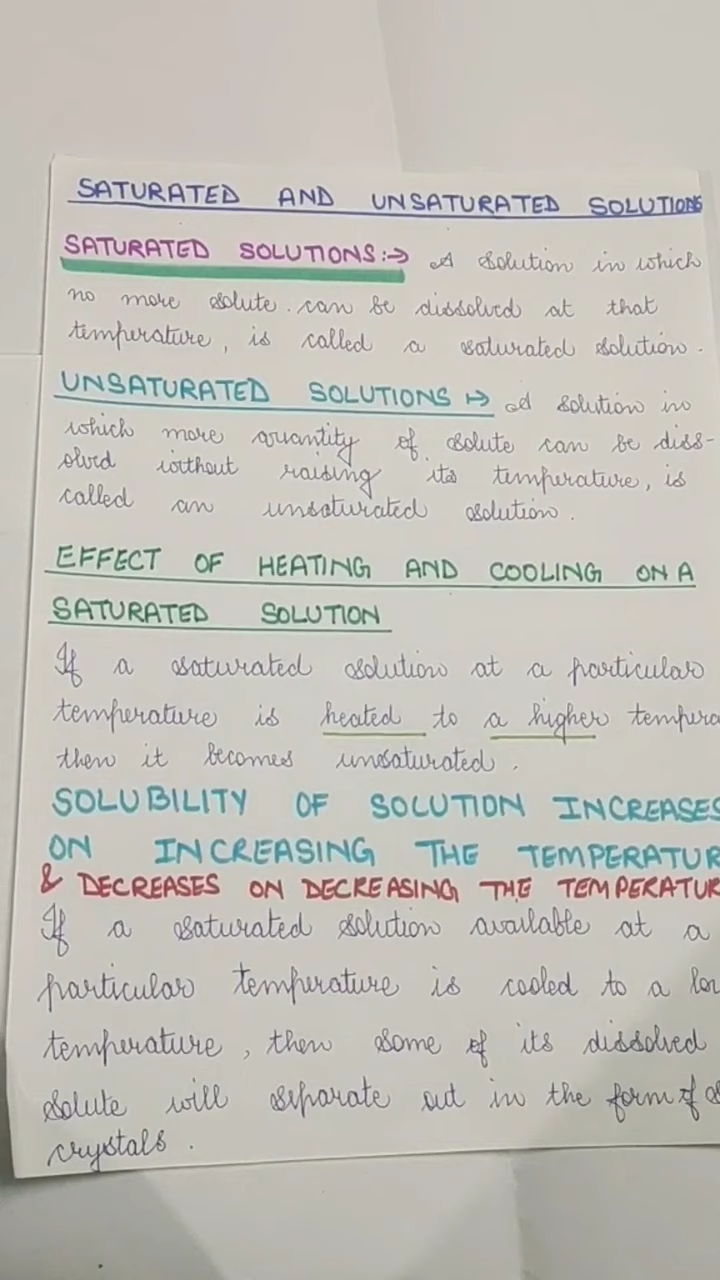 SATURATED AND UNSATURATED SOLUTIONS
SATURATED SOLUTIONS:→ A solution in which
no more solute can be dissolved at that
temperature, is called a saturated solution.
UNSATURATED SOLUTIONS ↦ A solution in
which more quantity of solute can be diss-
olvd without raising its temperature, is
called an unsaturated solution.
EFFECT OF HEATING AND COOLING ON A
SATURATED SOLUTION
If a saturated solution at a particular
temperature is heated to a higher tempera
then it becomes unsaturated.
SOLUBILITY OF SOLUTION INCREASES
ON INCREASING THE TEMPERATUR
& DECREASES ON DECREASING THE TEMPERATUR
If a saturated solution available at a
particular temperature is cooled to a
temperature, then some of its dissolved
solute will separate out in the form of
crystals.